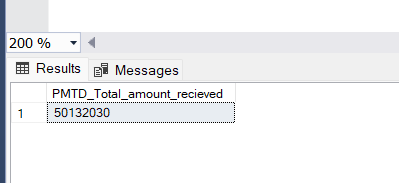 200 %
Results Messages
PMTD_Total_amount_recieved
1 50132030